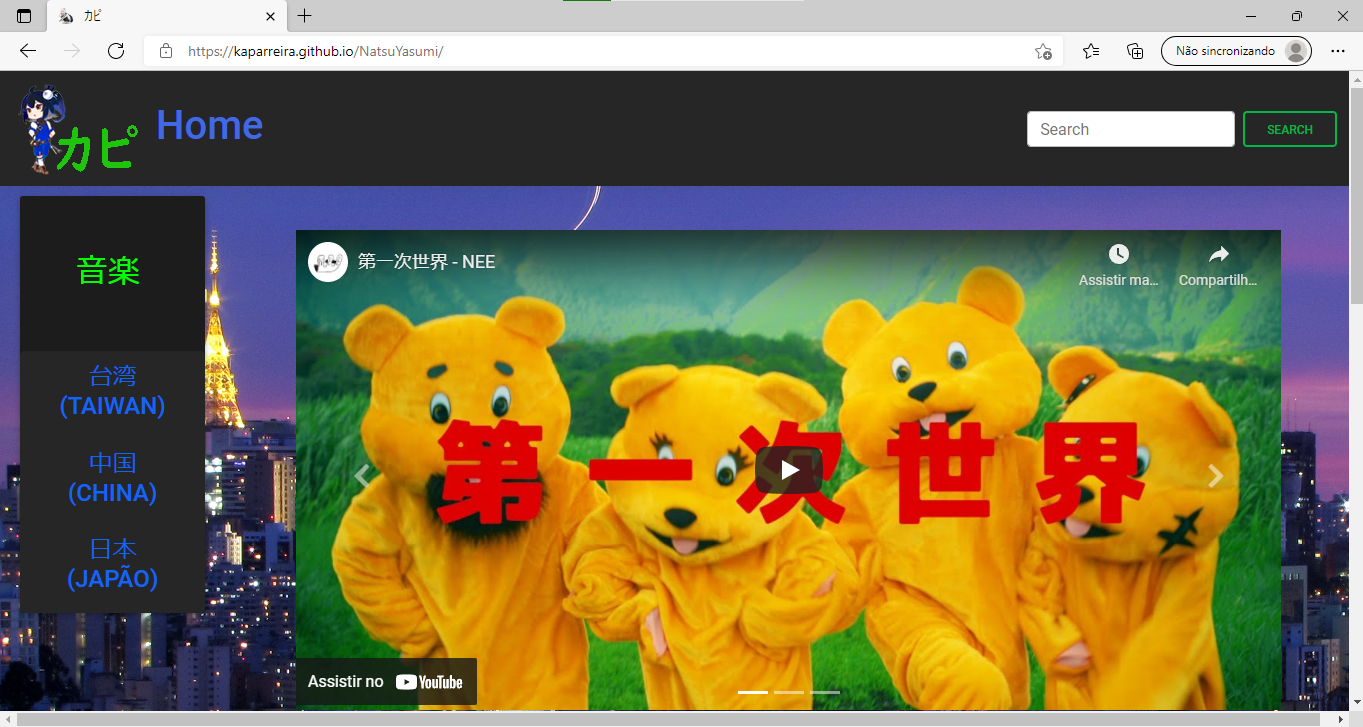 カピ
https://kaparreira.github.io/NatsuYasumi/
Não sincronizando
カピ
Home
Search
SEARCH
音楽
台湾
(TAIWAN)
中国
(CHINA)
日本
(JAPÃO)
第一次世界 - NEE
Assistir ma...
Compartilh...
第一次世界
Assistir no YouTube